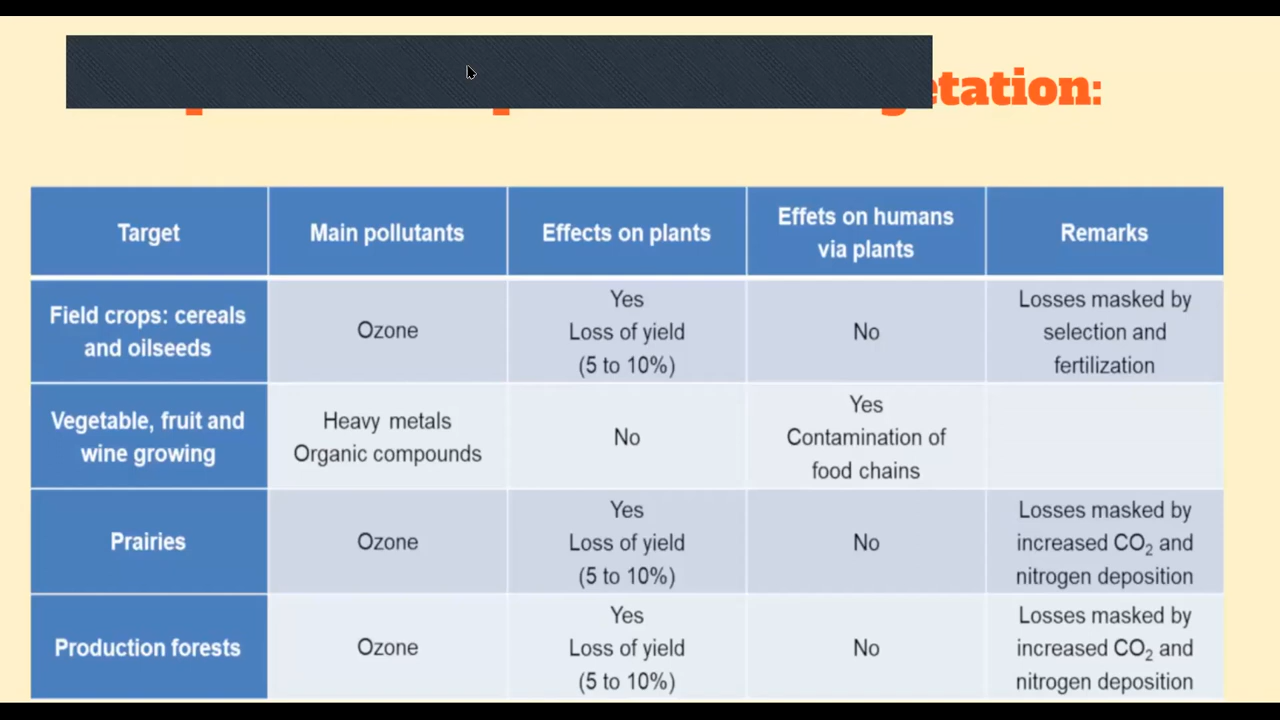 etation:
Target
Main pollutants
Effects on plants
Effets on humans
via plants
Remarks
Field crops: cereals
and oilseeds
Ozone
Yes
Loss of yield
(5 to 10%)
No
Losses masked by
selection and
fertilization
Vegetable, fruit and
wine growing
Heavy metals
Organic compounds
No
Yes
Contamination of
food chains
Prairies
Ozone
Yes
Loss of yield
(5 to 10%)
No
Losses masked by
increased CO₂ and
nitrogen deposition
Production forests
Ozone
Yes
Loss of yield
(5 to 10%)
No
Losses masked by
increased CO₂ and
nitrogen deposition